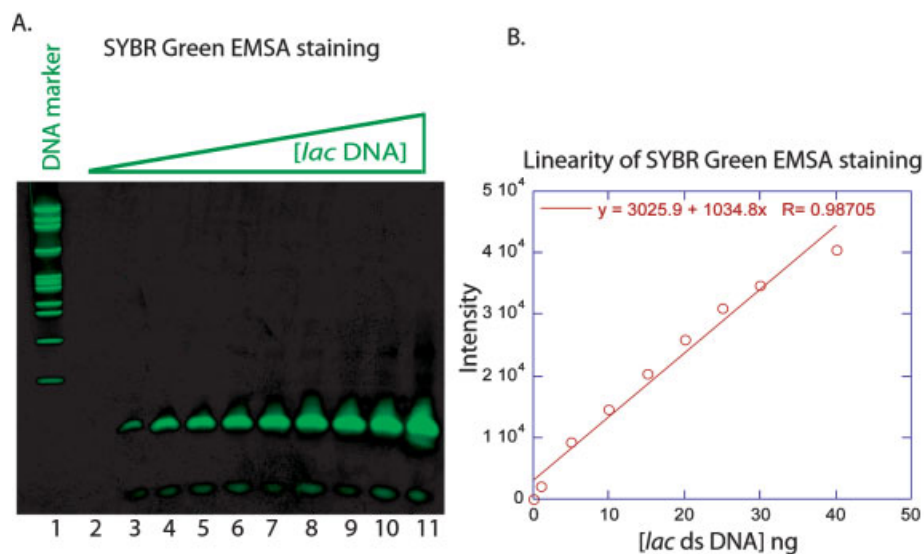 A.
SYBR Green EMSA staining
DNA marker
[lac DNA]
1 2 3 4 5 6 7 8 9 10 11
B.
Linearity of SYBR Green EMSA staining
y = 3025.9 + 1034.8x R= 0.98705
5 10⁴
4 10⁴
3 10⁴
2 10⁴
1 10⁴
0
Intensity
0 10 20 30 40 50
[lac ds DNA] ng